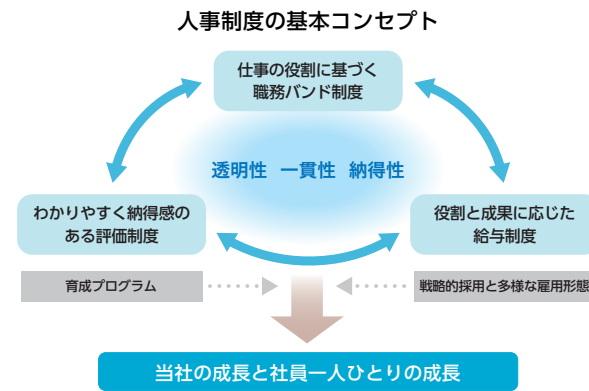 人事制度の基本コンセプト
仕事の役割に基づく
職務バンド制度
透明性 一貫性 納得性
わかりやすく納得感の
ある評価制度
役割と成果に応じた
給与制度
育成プログラム
戦略的採用と多様な雇用形態
当社の成長と社員一人ひとりの成長